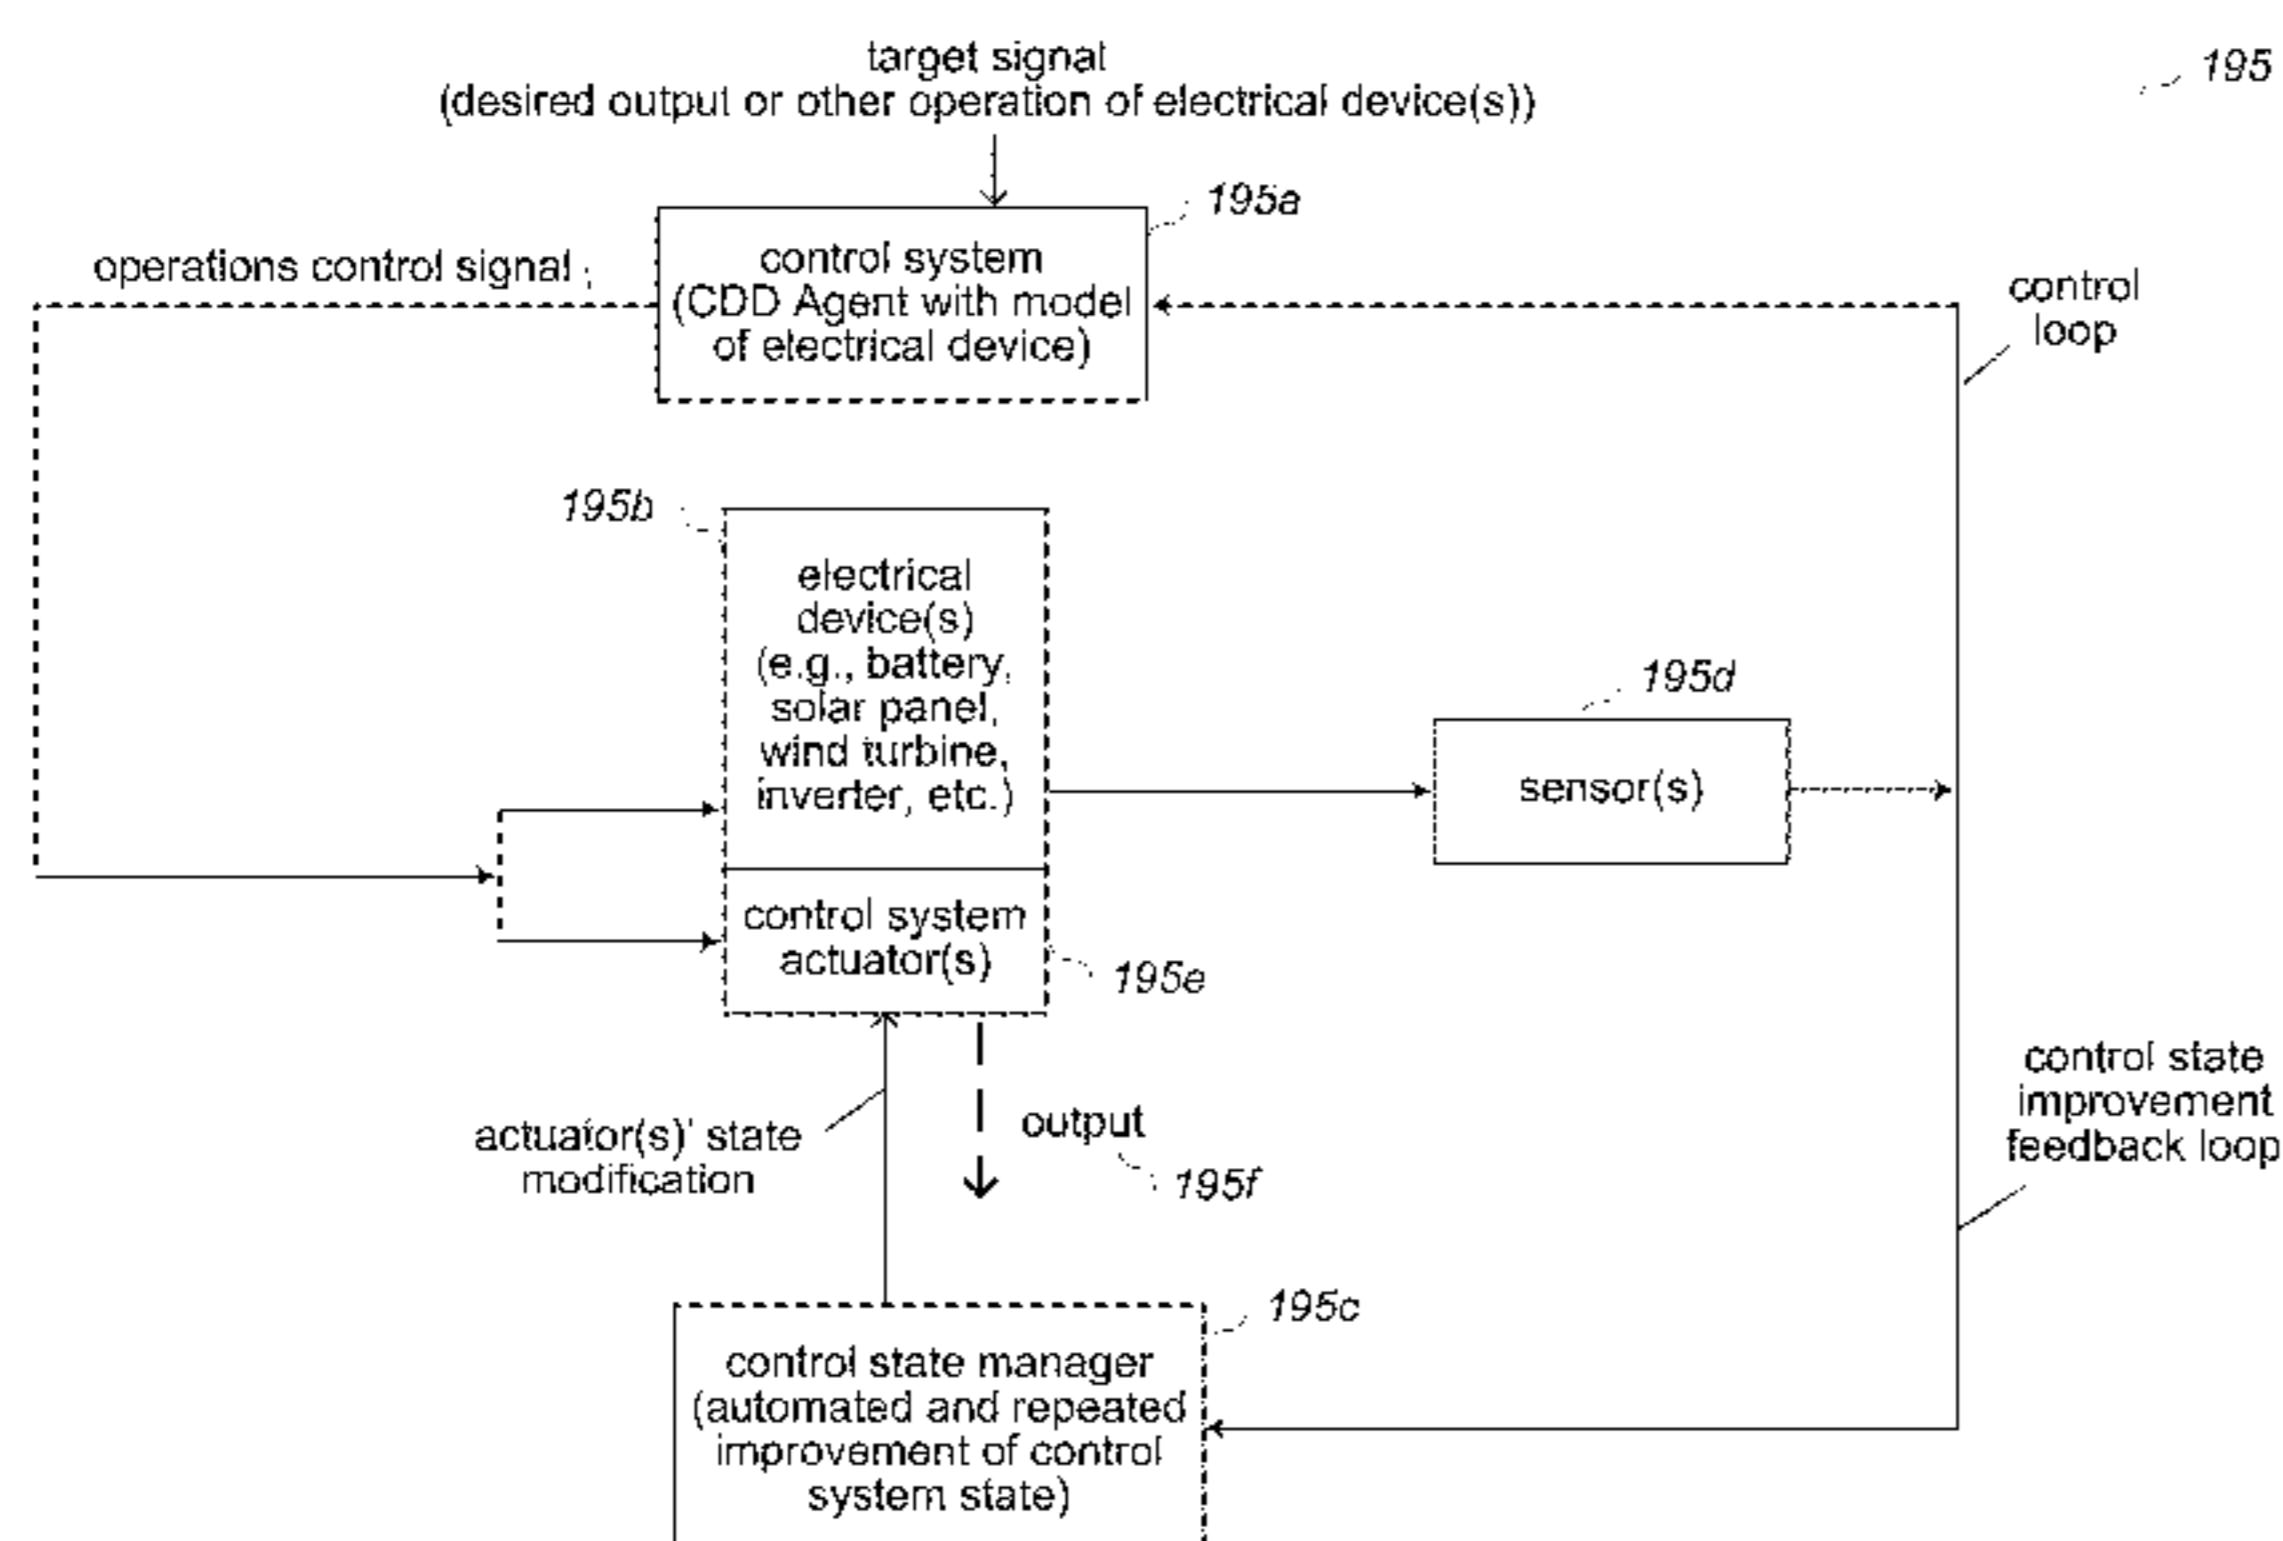 target signal
(desired output or other operation of electrical device(s))
195
195a
operations control signal
control system
(CDD Agent with model
of electrical device)
control
loop
195b
electrical
device(s)
(e.g., battery,
solar panel,
wind turbine,
inverter, etc.)
195d
sensor(s)
control system
actuator(s)
195e
control state
improvement
feedback loop
actuator(s)' state
modification
output
195f
195c
control state manager
(automated and repeated
improvement of control
system state)